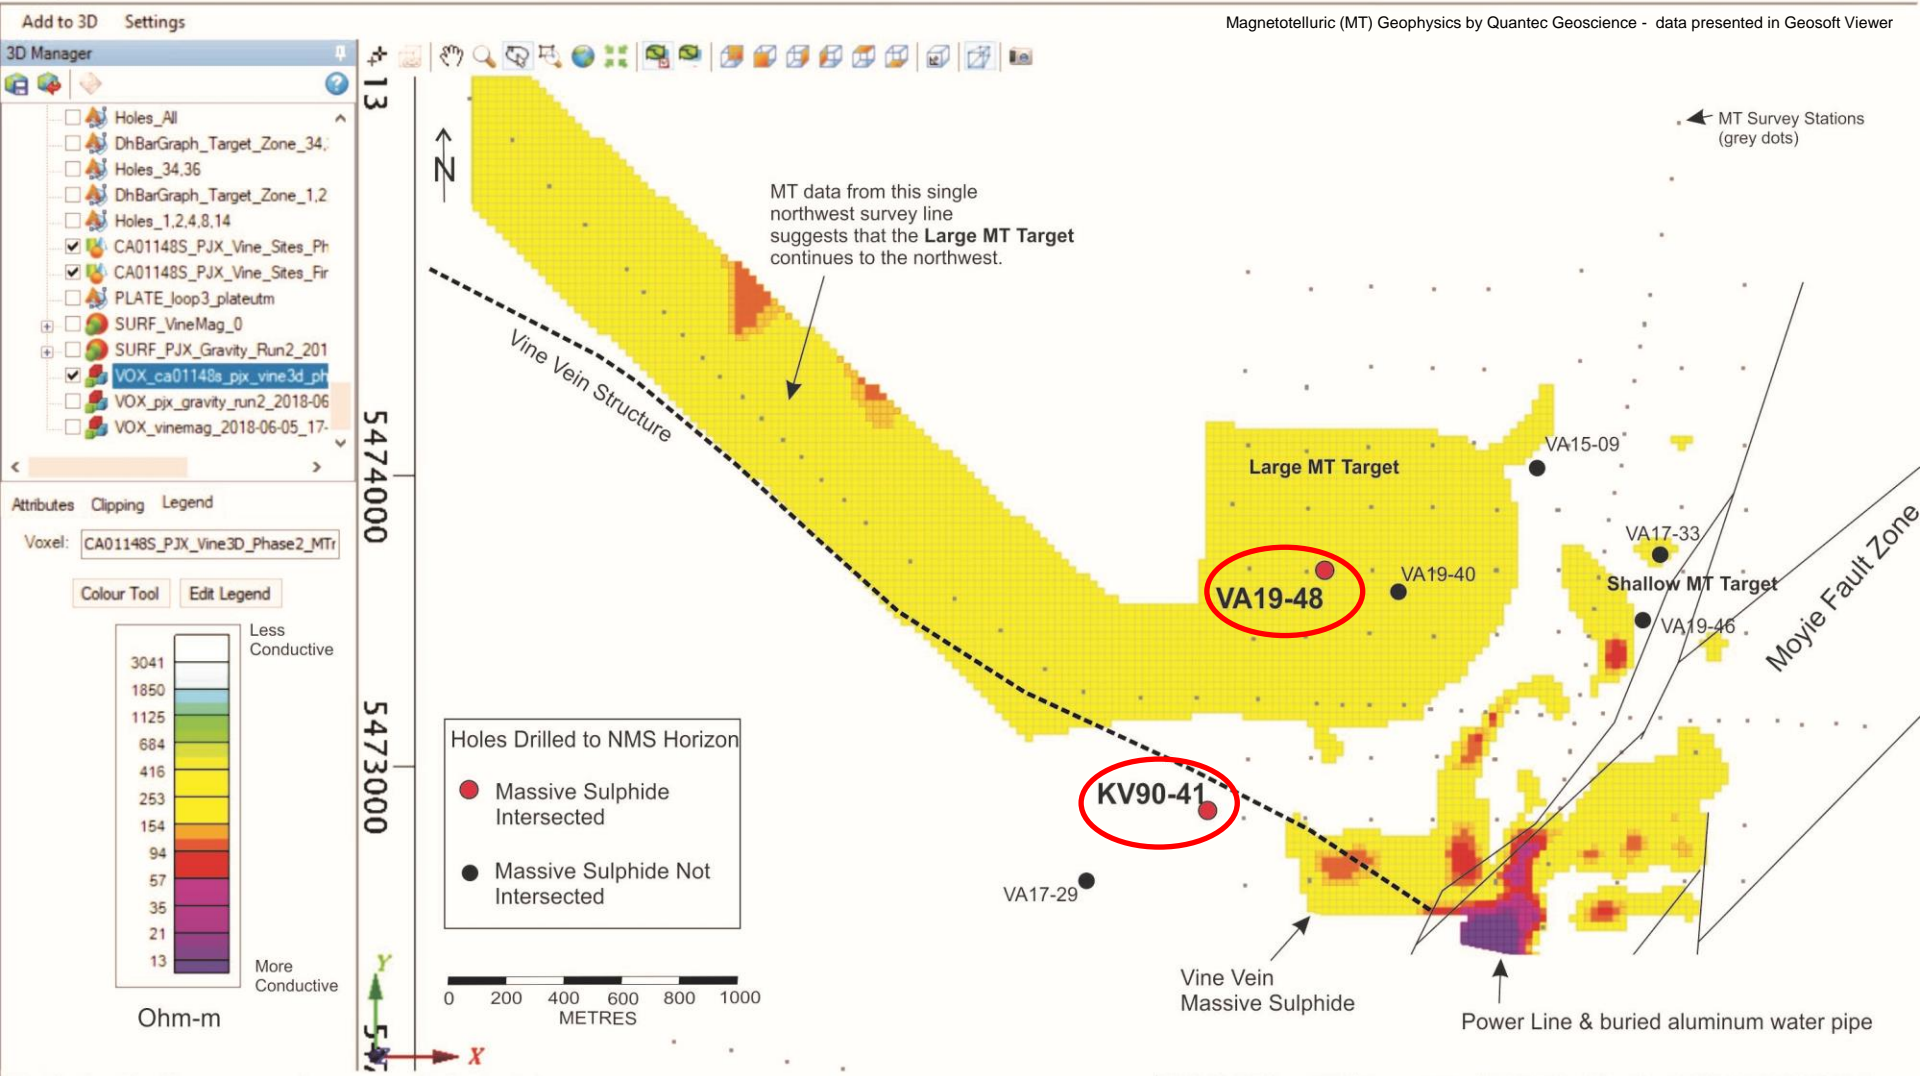 Add to 3D Settings
Magnetotelluric (MT) Geophysics by Quantec Geoscience - data presented in Geosoft Viewer
3D Manager
Holes_All
DhBarGraph_Target_Zone_34,
Holes_34,36
DhBarGraph_Target_Zone_1,2
Holes_1,2,4,8,14
CA01148S_PJX_Vine_Sites_Ph
CA01148S_PJX_Vine_Sites_Fir
PLATE_loop3_plateutm
SURF_VineMag_0
SURF_PJX_Gravity_Run2_201
VOX_ca01148s_pjx_vine3d_ph
VOX_pjx_gravity_run2_2018-06
VOX_vinemag_2018-06-05_17-
Attributes Clipping Legend
Voxel: CA01148S_PJX_Vine3D_Phase2_MTr
Colour Tool Edit Legend
Less
Conductive
3041
1850
1125
684
416
253
154
94
57
35
21
13
More
Conductive
Ohm-m
13
5474000
5473000
N
MT data from this single
northwest survey line
suggests that the Large MT Target
continues to the northwest.
MT Survey Stations
(grey dots)
Vine Vein Structure
Large MT Target
VA15-09
VA17-33
VA19-40
VA19-48
Shallow MT Target
VA19-46
Moyie Fault Zone
KV90-41
VA17-29
Holes Drilled to NMS Horizon
Massive Sulphide
Intersected
Massive Sulphide Not
Intersected
0 200 400 600 800 1000
METRES
Vine Vein
Massive Sulphide
Power Line & buried aluminum water pipe
Y
X